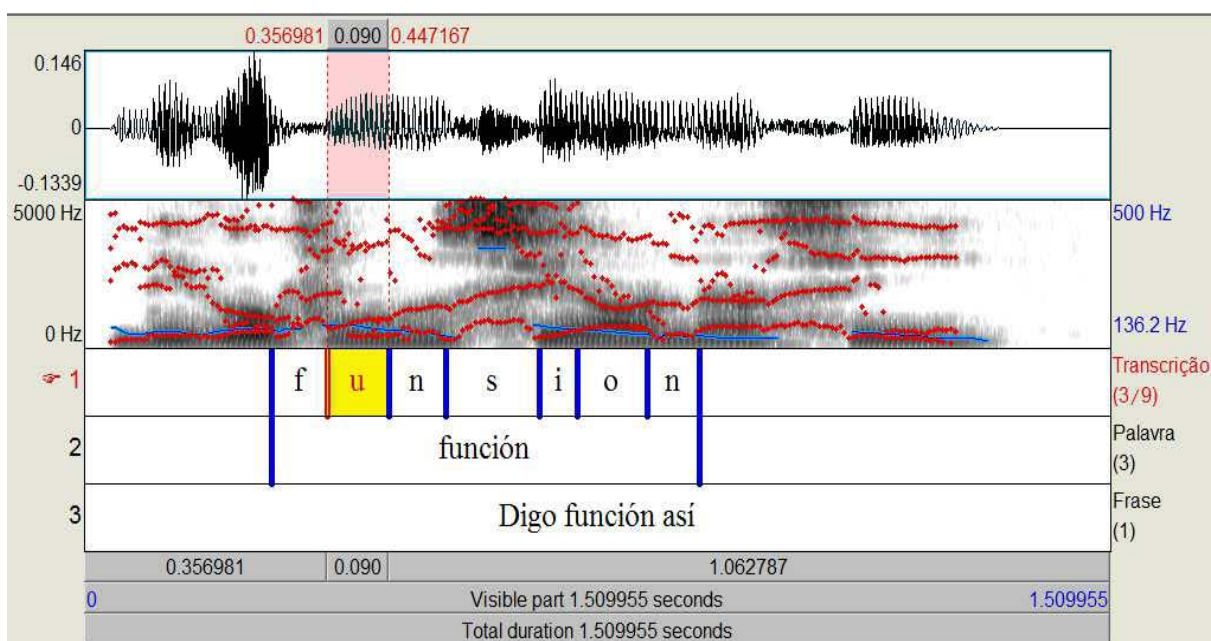 0.356981 0.090 0.447167
0.146
0
-0.1339
5000 Hz
500 Hz
0 Hz
136.2 Hz
1 f u n s i o n Transcrição
(3/9)
2 función Palavra
(3)
3 Digo función así Frase
(1)
0.356981 0.090 1.062787
0 Visible part 1.509955 seconds 1.509955
Total duration 1.509955 seconds